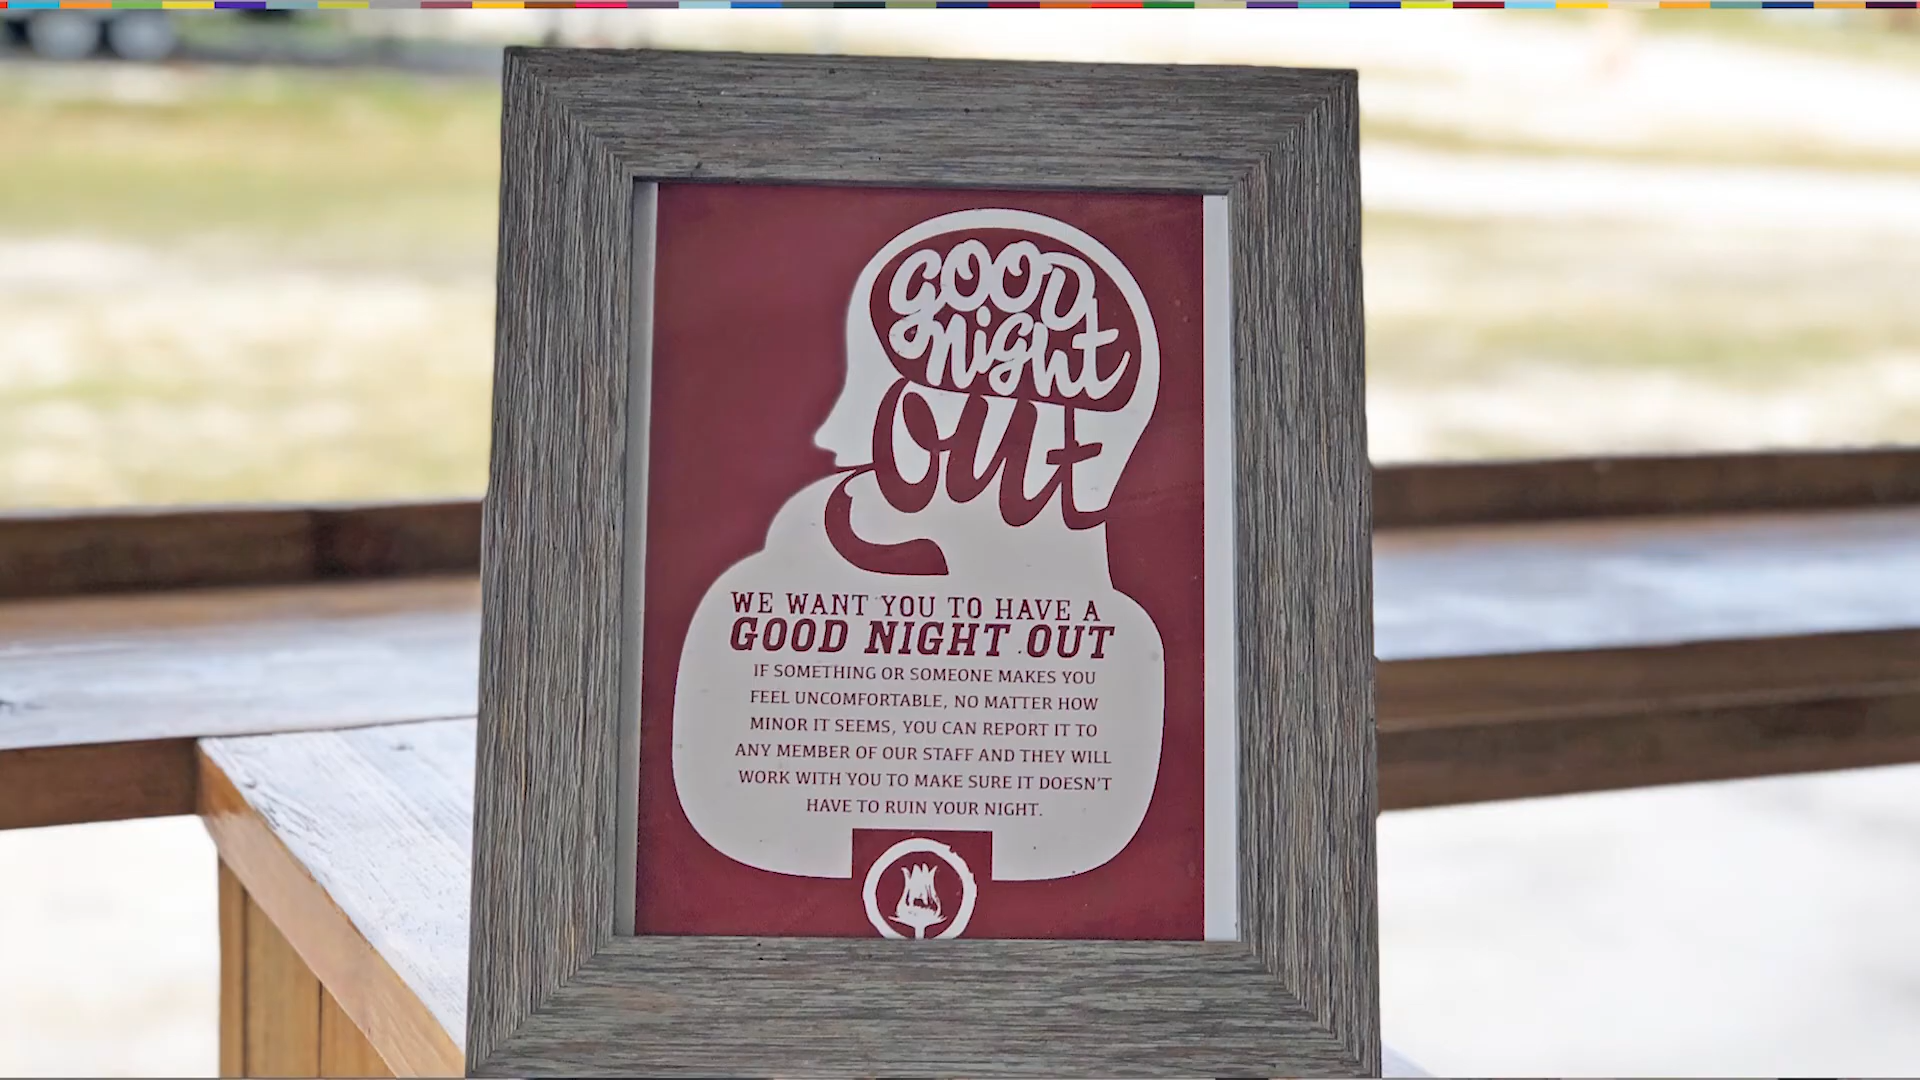 GOOD
night
out
WE WANT YOU TO HAVE A
GOOD NIGHT OUT
IF SOMETHING OR SOMEONE MAKES YOU
FEEL UNCOMFORTABLE, NO MATTER HOW
MINOR IT SEEMS, YOU CAN REPORT IT TO
ANY MEMBER OF OUR STAFF AND THEY WILL
WORK WITH YOU TO MAKE SURE IT DOESN'T
HAVE TO RUIN YOUR NIGHT.